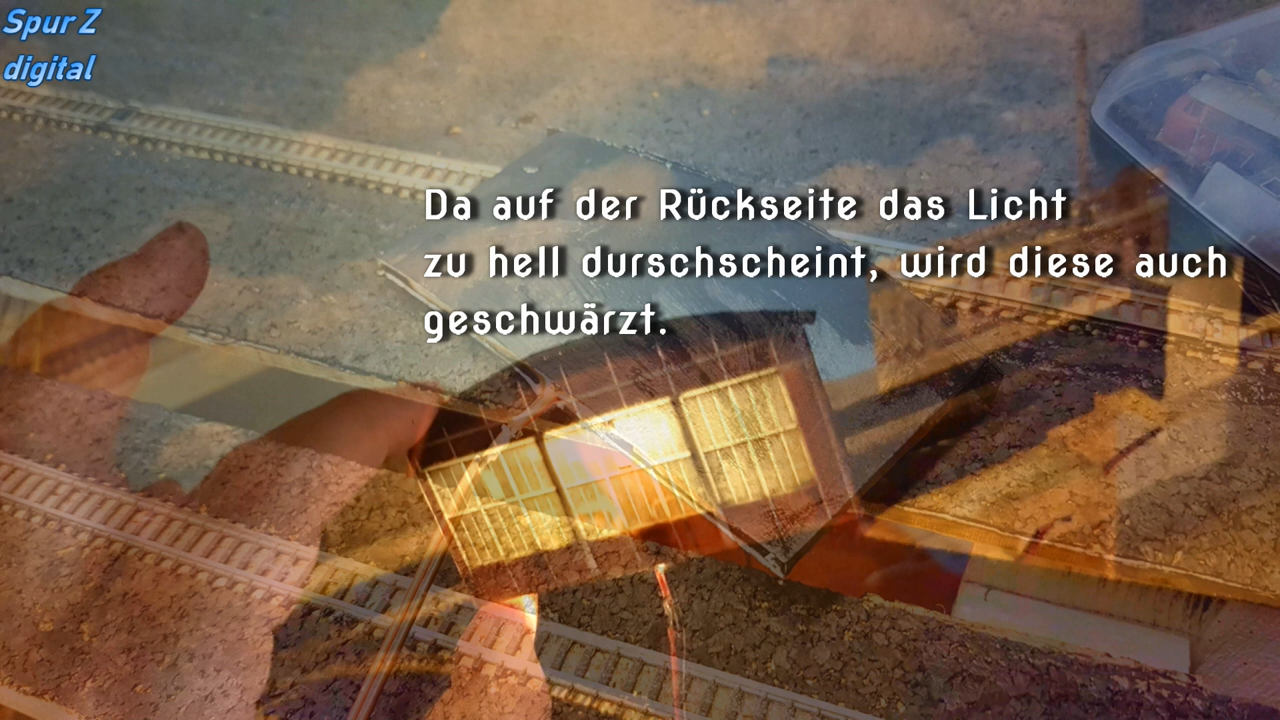 Spur Z
digital
Da auf der Rückseite das Licht
zu hell durschscheint, wird diese auch
geschwärzt.